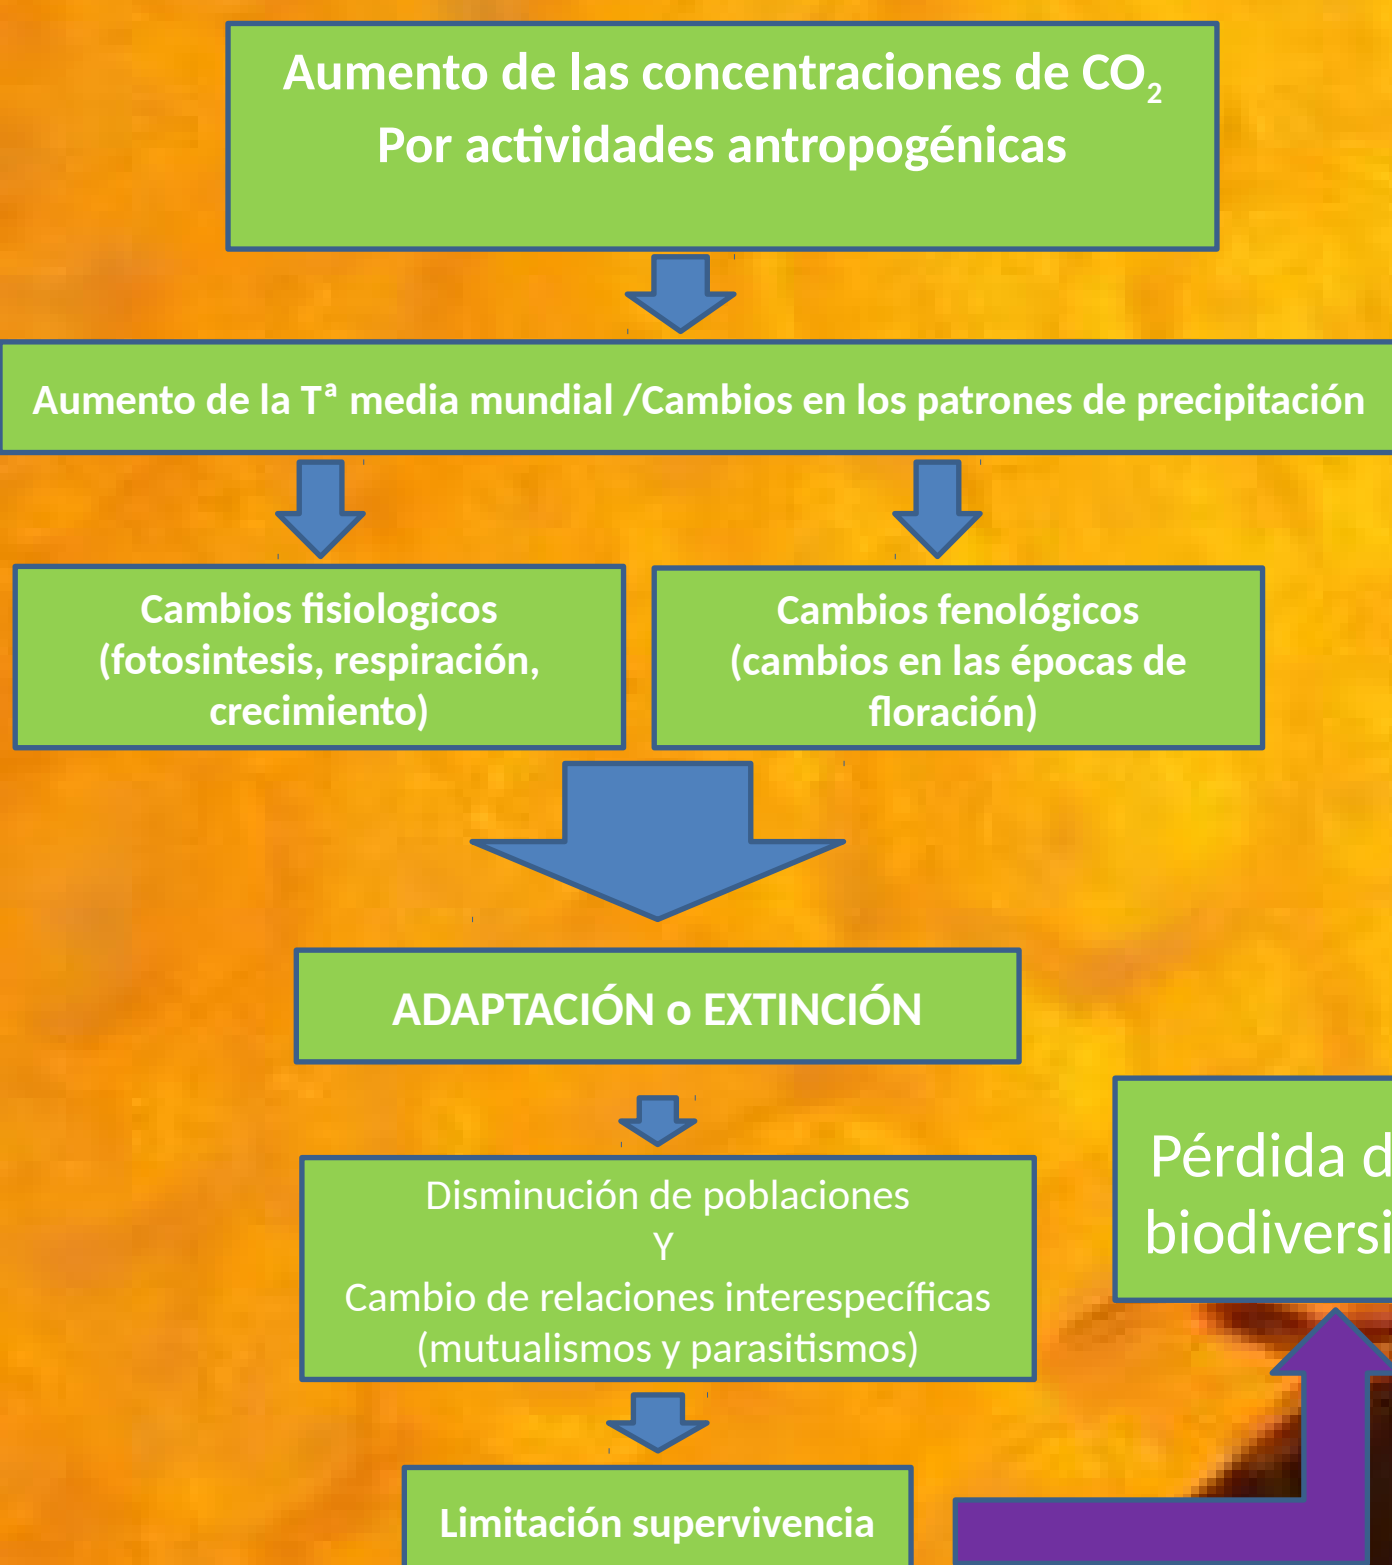 Aumento de las concentraciones de CO₂
Por actividades antropogénicas
Aumento de la Tª media mundial /Cambios en los patrones de precipitación
Cambios fisiologicos
(fotosintesis, respiración,
crecimiento)
Cambios fenológicos
(cambios en las épocas de
floración)
ADAPTACIÓN o EXTINCIÓN
Disminución de poblaciones
Y
Cambio de relaciones interespecíficas
(mutualismos y parasitismos)
Pérdida
Limitación supervivencia